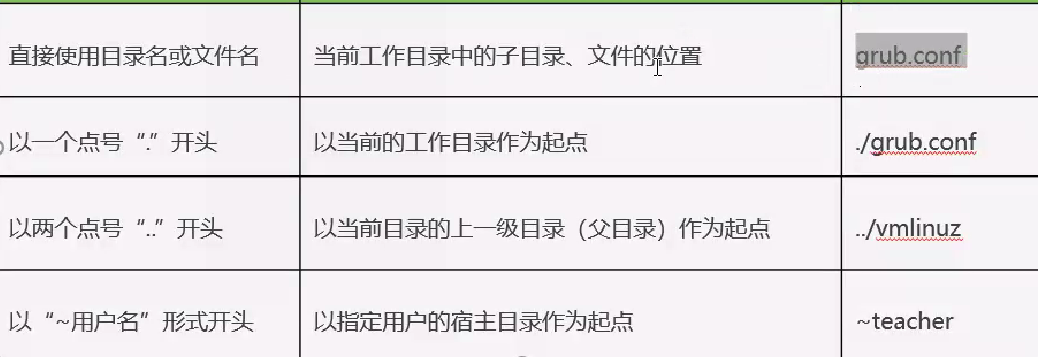 直接使用目录名或文件名
当前工作目录中的子目录、文件的位置
grub.conf
以一个点号“.”开头
以当前的工作目录作为起点
./grub.conf
以两个点号“..”开头
以当前目录的上一级目录（父目录）作为起点
../vmlinuz
以“~用户名”形式开头
以指定用户的宿主目录作为起点
~teacher